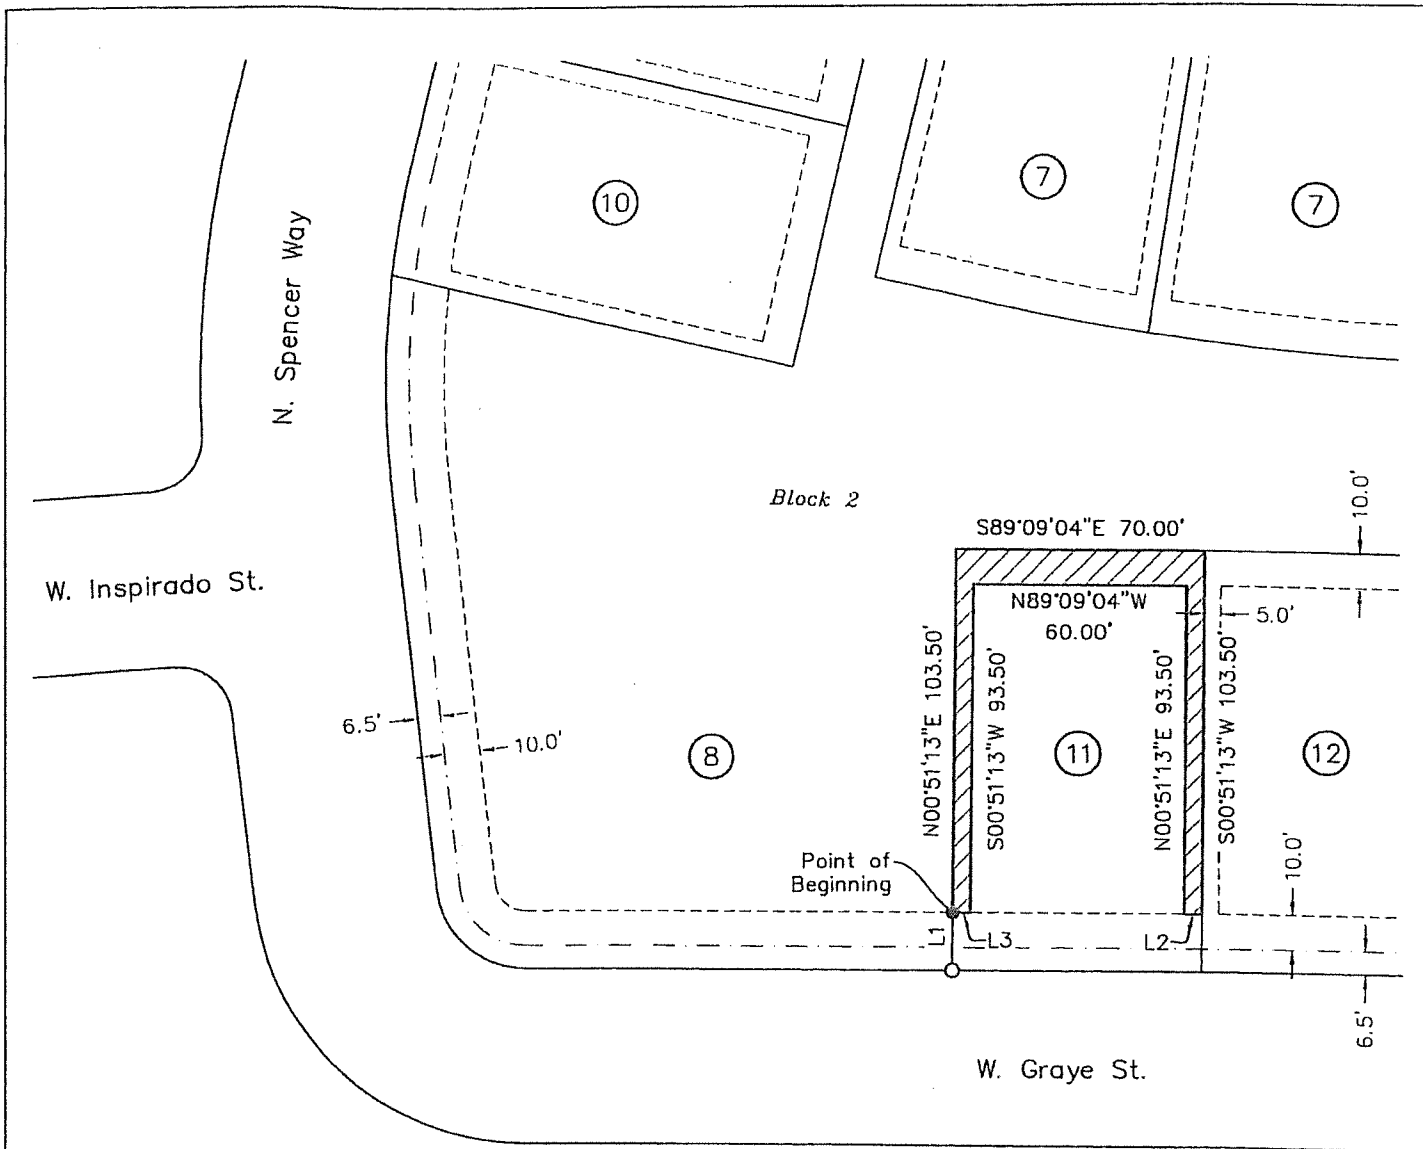 10
7
7
N. Spencer Way
Block 2
S89°09'04"E 70.00'
10.0'
W. Inspirado St.
N89°09'04"W
60.00'
5.0'
N00°51'13"E 103.50'
S00°51'13"W 93.50'
N00°51'13"E 93.50'
S00°51'13"W 103.50'
6.5'
10.0'
8
11
12
Point of
Beginning
10.0'
L1
L3
L2
6.5'
W. Graye St.